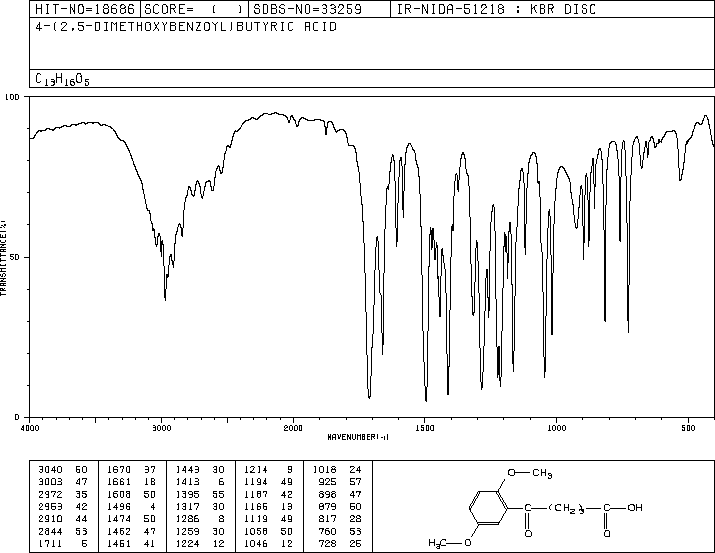 HIT-NO=18686 SCORE= ( ) SDBS-NO=33259 IR-NIDA-51218 : KBR DISC
4-(2,5-DIMETHOXYBENZOYL)BUTYRIC ACID
C13H16O5
100
50
0
TRANSMITTANCE(%)
4000 3000 2000 1500 1000 500
WAVENUMBER(-1)
3040 60 1670 37 1443 30 1214 9 1018 24
3003 47 1661 18 1413 6 1194 49 925 57
2972 35 1608 50 1395 55 1187 42 898 47
2953 42 1496 4 1317 30 1166 13 879 50
2910 44 1474 50 1286 8 1119 49 817 28
2844 53 1462 47 1259 30 1058 50 760 53
1711 5 1451 41 1224 12 1046 12 728 25
O—CH3
C—(CH2)3—C—OH
O O
H3C—O